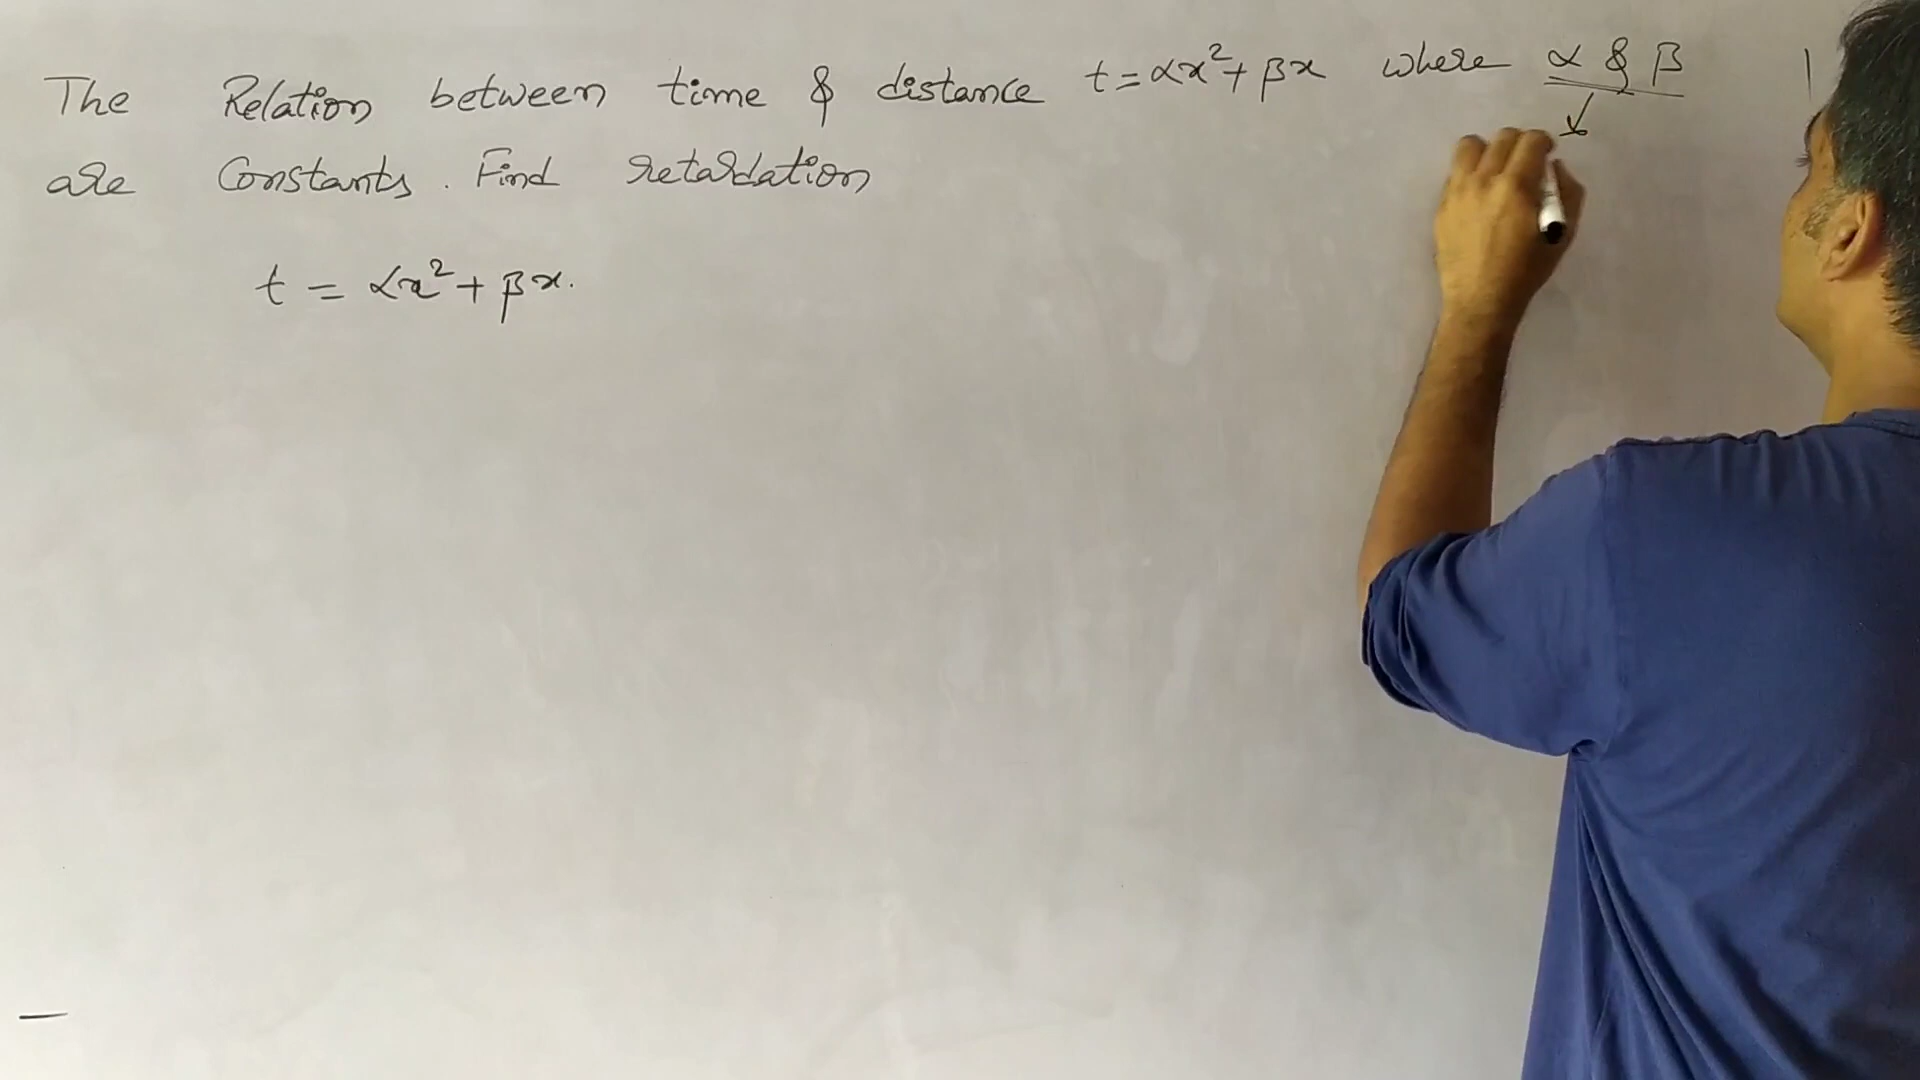 The Relation between time & distance t = αx² + βx where α & β
are Constants. Find retardation
t = αx² + βx.